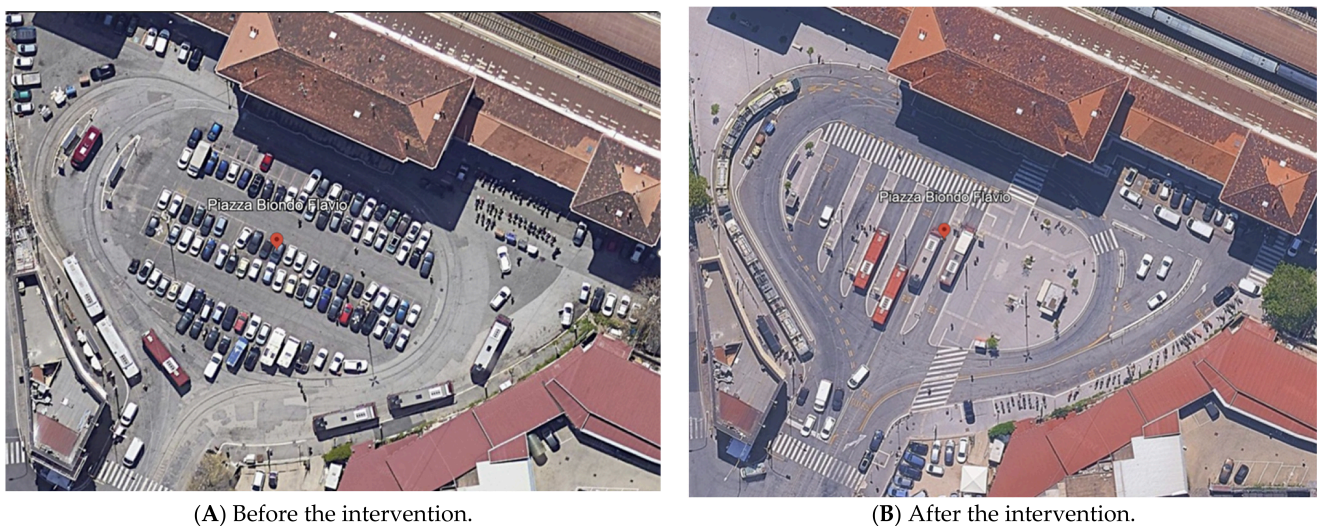 Piazza Biondo Flavio
Piazza Biondo Flavio
(A) Before the intervention.
(B) After the intervention.